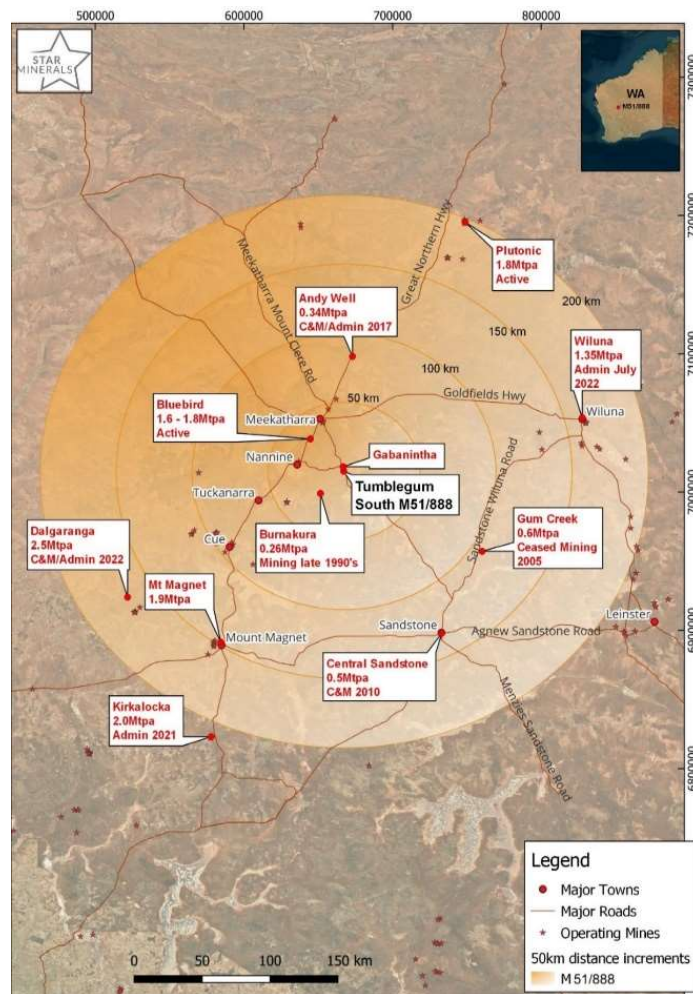 500000
600000
700000
800000
STAR
MINERALS
WA
M51/888
7300000
7200000
7100000
7000000
6900000
6800000
Meekatharra Mount Clere Rd
Great Northern Hwy
Plutonic
1.8Mtpa
Active
200 km
150 km
100 km
50 km
Andy Well
0.34Mtpa
C&M/Admin 2017
Wiluna
1.35Mtpa
Admin July
2022
Goldfields Hwy
Wiluna
Bluebird
1.6 - 1.8Mtpa
Active
Meekatharra
Nannine
Gabanintha
Tumblegum
South M51/888
Tuckanarra
Sandstone Wiluna Road
Dalgaranga
2.5Mtpa
C&M/Admin 2022
Cue
Burnakura
0.26Mtpa
Mining late 1990's
Gum Creek
0.6Mtpa
Ceased Mining
2005
Mt Magnet
1.9Mtpa
Mount Magnet
Sandstone
Agnew Sandstone Road
Leinster
Central Sandstone
0.5Mtpa
C&M 2010
Menzies Sandstone Road
Kirkalocka
2.0Mtpa
Admin 2021
Legend
Major Towns
Major Roads
Operating Mines
50km distance increments
M 51/888
0 50 100 150 km